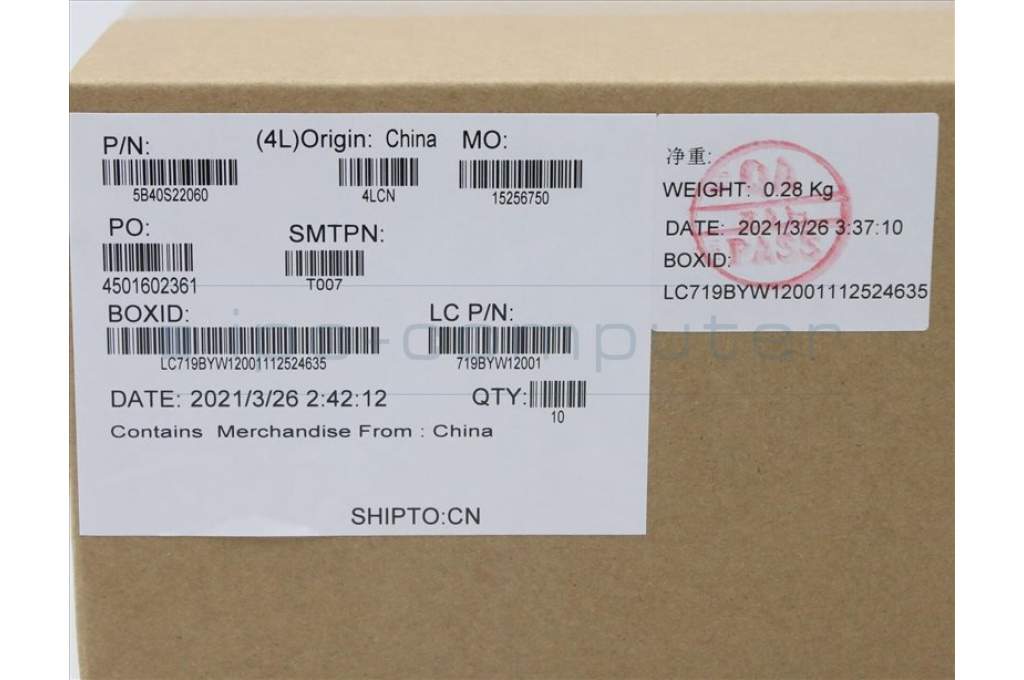 P/N:
5B40S22060
(4L)Origin: China
4LCN
MO:
15256750
PO:
4501602361
SMTPN:
T007
BOXID:
LC719BYW12001112524635
LC P/N:
719BYW12001
DATE: 2021/3/26 2:42:12
QTY:
10
Contains Merchandise From : China
SHIPTO:CN
净重:
WEIGHT: 0.28 Kg
DATE: 2021/3/26 3:37:10
BOXID:
LC719BYW12001112524635